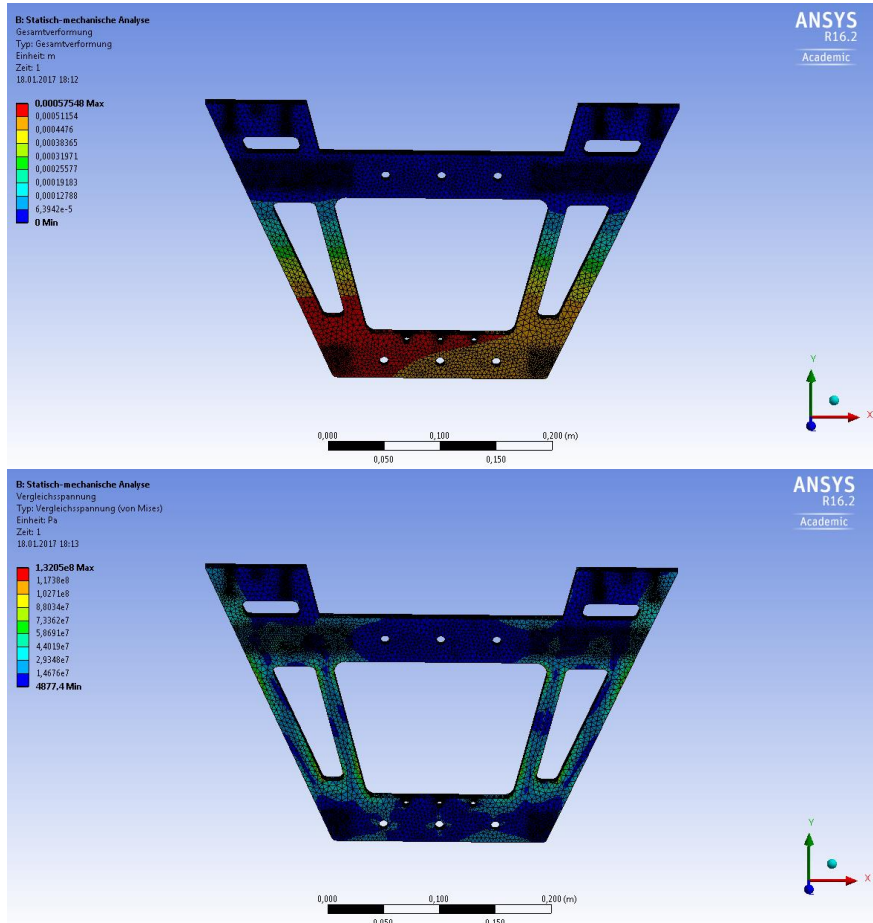 B: Statisch-mechanische Analyse
Gesamtverformung
Typ: Gesamtverformung
Einheit: m
Zeit: 1
18.01.2017 18:12
ANSYS
R16.2
Academic
0,00057548 Max
0,00051154
0,0004476
0,00038365
0,00031971
0,00025577
0,00019183
0,00012788
6,3942e-5
0 Min
Y
X
0,000
0,100
0,200 (m)
0,050
0,150
B: Statisch-mechanische Analyse
Vergleichsspannung
Typ: Vergleichsspannung (von Mises)
Einheit: Pa
Zeit: 1
18.01.2017 18:13
ANSYS
R16.2
Academic
1,3205e8 Max
1,1738e8
1,0271e8
8,8034e7
7,3362e7
5,8691e7
4,4019e7
2,9348e7
1,4676e7
4877,4 Min
Y
X
0,000
0,100
0,200 (m)
0,050
0,150